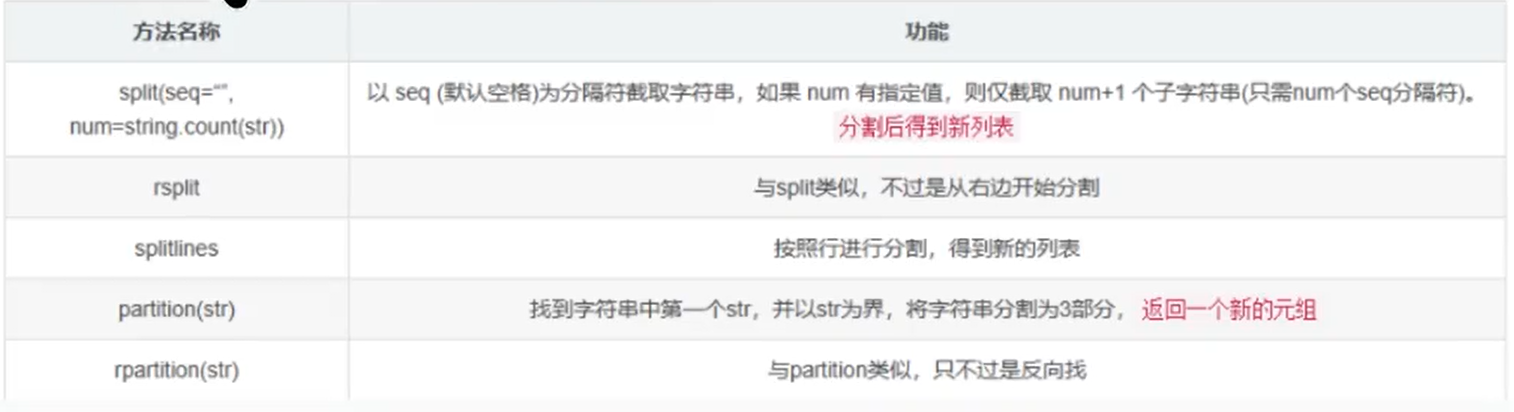 方法名称 功能
split(seq=“”, 以 seq (默认空格)为分隔符截取字符串，如果 num 有指定值，则仅截取 num+1 个子字符串(只需num个seq分隔符)。
num=string.count(str)) 分割后得到新列表
rsplit 与split类似，不过是从右边开始分割
splitlines 按照行进行分割，得到新的列表
partition(str) 找到字符串中第一个str，并以str为界，将字符串分割为3部分， 返回一个新的元组
rpartition(str) 与partition类似，只不过是反向找